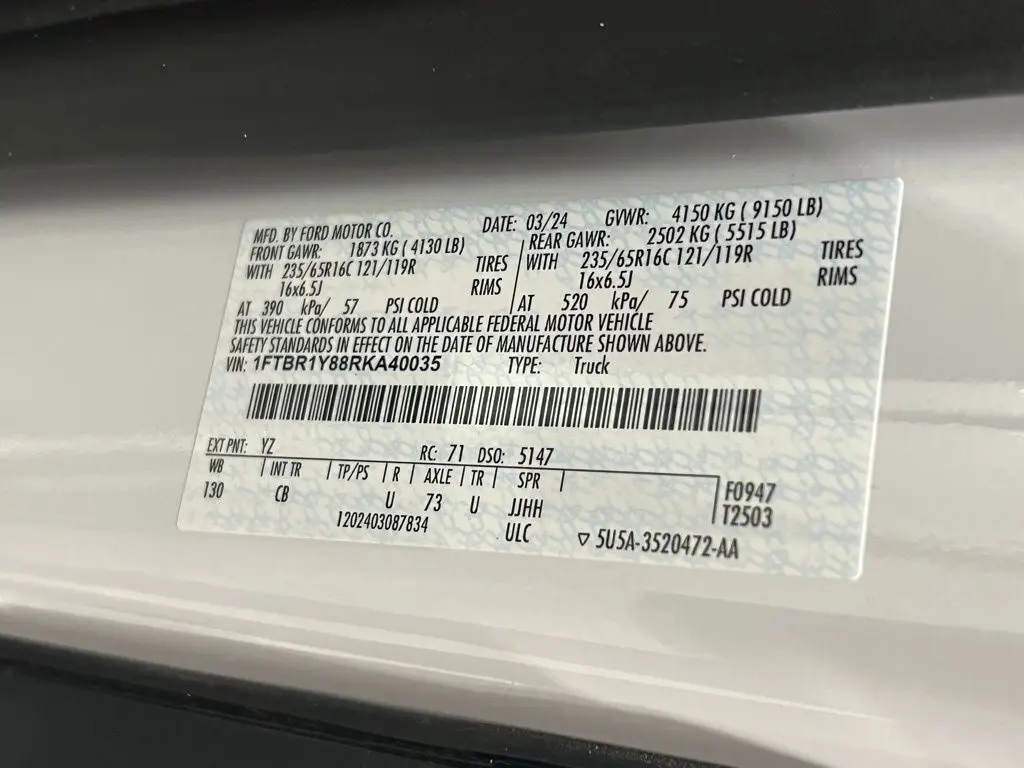 MFD. BY FORD MOTOR CO. DATE: 03/24 GVWR: 4150 KG ( 9150 LB)
FRONT GAWR: 1873 KG ( 4130 LB) REAR GAWR: 2502 KG ( 5515 LB)
WITH 235/65R16C 121/119R TIRES WITH 235/65R16C 121/119R TIRES
16x6.5J RIMS 16x6.5J RIMS
AT 390 kPa/ 57 PSI COLD AT 520 kPa/ 75 PSI COLD
THIS VEHICLE CONFORMS TO ALL APPLICABLE FEDERAL MOTOR VEHICLE
SAFETY STANDARDS IN EFFECT ON THE DATE OF MANUFACTURE SHOWN ABOVE.
VIN: 1FTBR1Y88RKA40035 TYPE: Truck
EXT PNT: YZ RC: 71 DSO: 5147
WB INT TR TP/PS R AXLE TR SPR
130 CB U 73 U JJHH
F0947
T2503
1202403087834 ULC ▽ 5U5A-3520472-AA